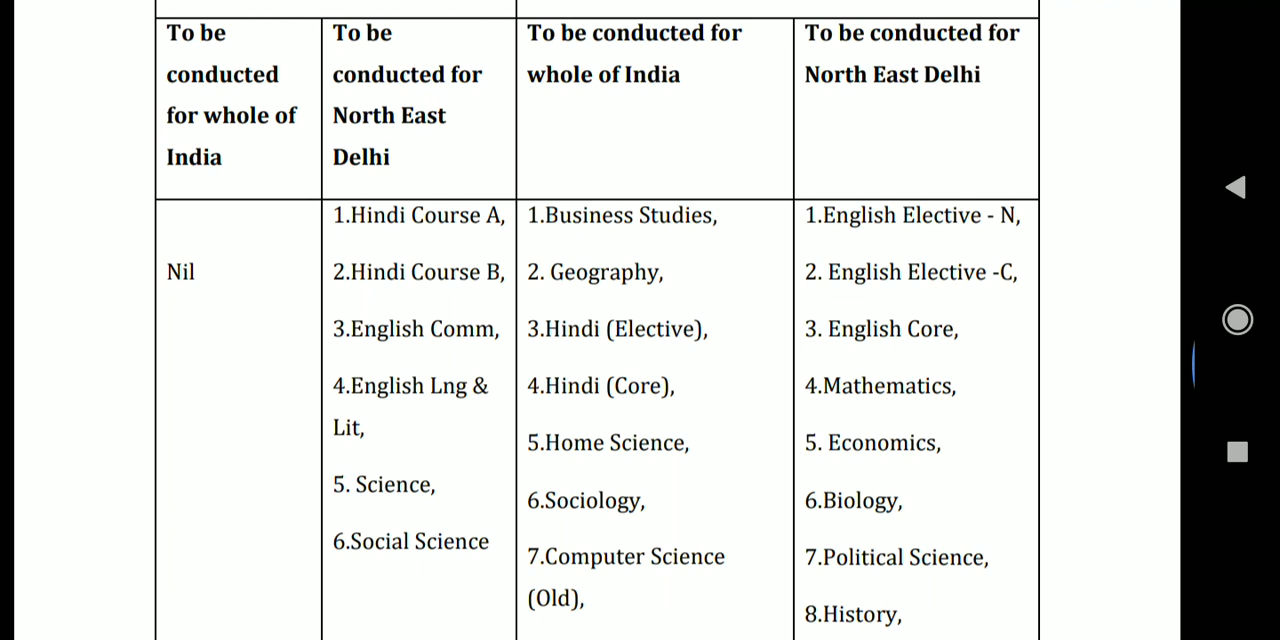 To be
conducted
for whole of
India
To be
conducted for
North East
Delhi
To be conducted for
whole of India
To be conducted for
North East Delhi
Nil
1.Hindi Course A,
2.Hindi Course B,
3.English Comm,
4.English Lng &
Lit,
5. Science,
6.Social Science
1.Business Studies,
2. Geography,
3.Hindi (Elective),
4.Hindi (Core),
5.Home Science,
6.Sociology,
7.Computer Science
(Old),
1.English Elective - N,
2. English Elective -C,
3. English Core,
4.Mathematics,
5. Economics,
6.Biology,
7.Political Science,
8.History,